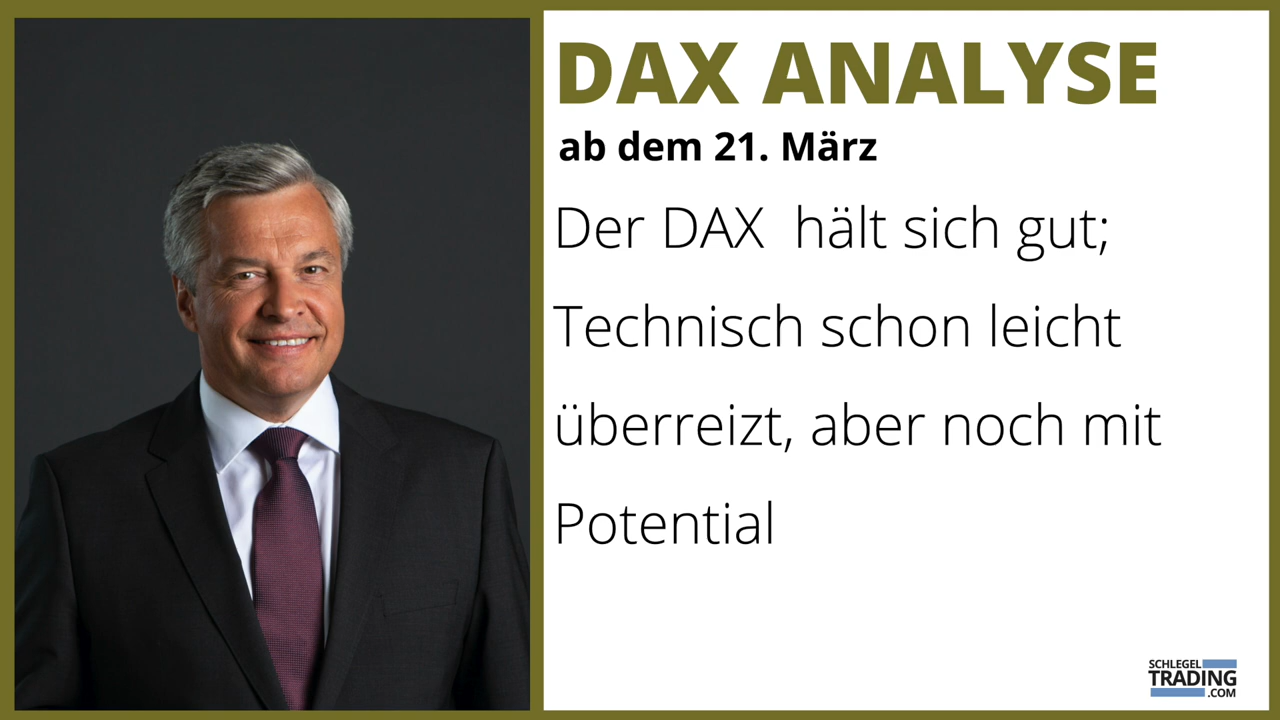 DAX ANALYSE
ab dem 21. März
Der DAX hält sich gut;
Technisch schon leicht
überreizt, aber noch mit
Potential
SCHLEGEL
TRADING
.COM